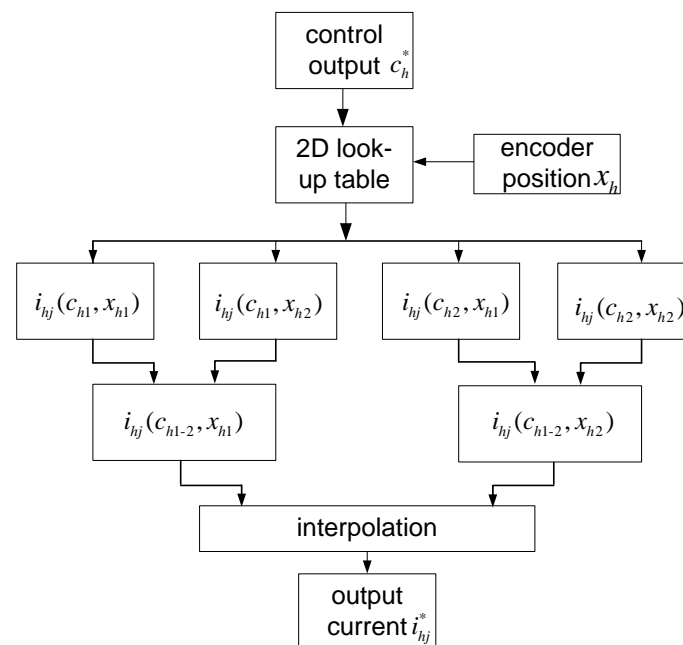 control
output c_h^*
2D look-
up table
encoder
position x_h
i_{hj}(c_{h1}, x_{h1})
i_{hj}(c_{h1}, x_{h2})
i_{hj}(c_{h2}, x_{h1})
i_{hj}(c_{h2}, x_{h2})
i_{hj}(c_{h1-2}, x_{h1})
i_{hj}(c_{h1-2}, x_{h2})
interpolation
output
current i_{hj}^*